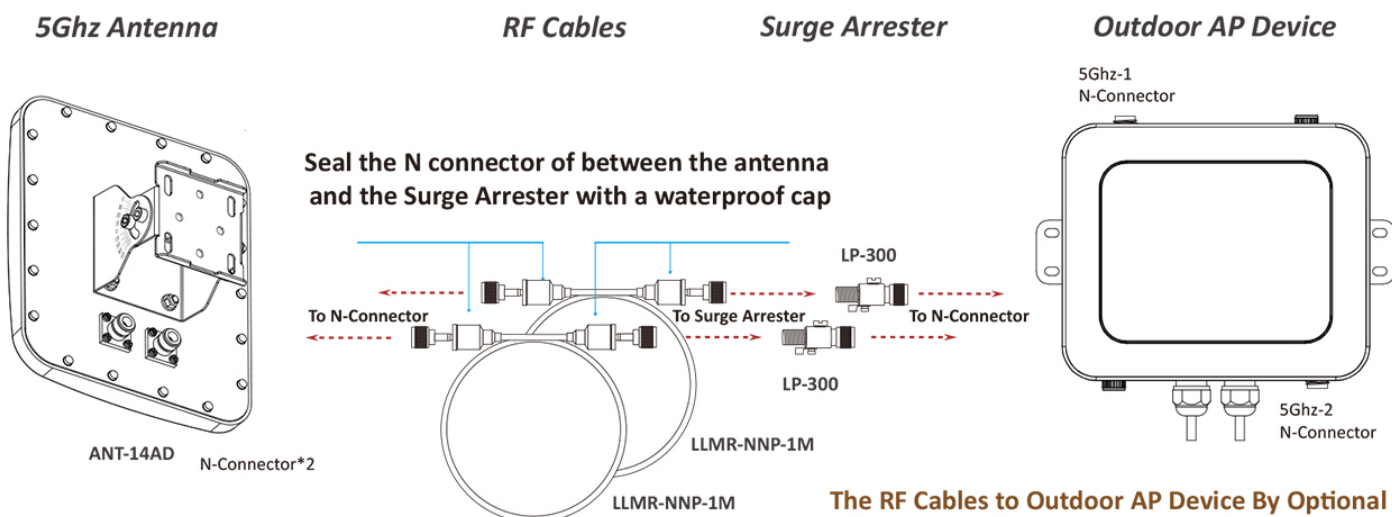 5Ghz Antenna
RF Cables
Surge Arrester
Outdoor AP Device
5Ghz-1
N-Connector
Seal the N connector of between the antenna
and the Surge Arrester with a waterproof cap
LP-300
To N-Connector
To Surge Arrester
To N-Connector
LP-300
5Ghz-2
N-Connector
ANT-14AD
N-Connector*2
LLMR-NNP-1M
LLMR-NNP-1M
The RF Cables to Outdoor AP Device By Optional